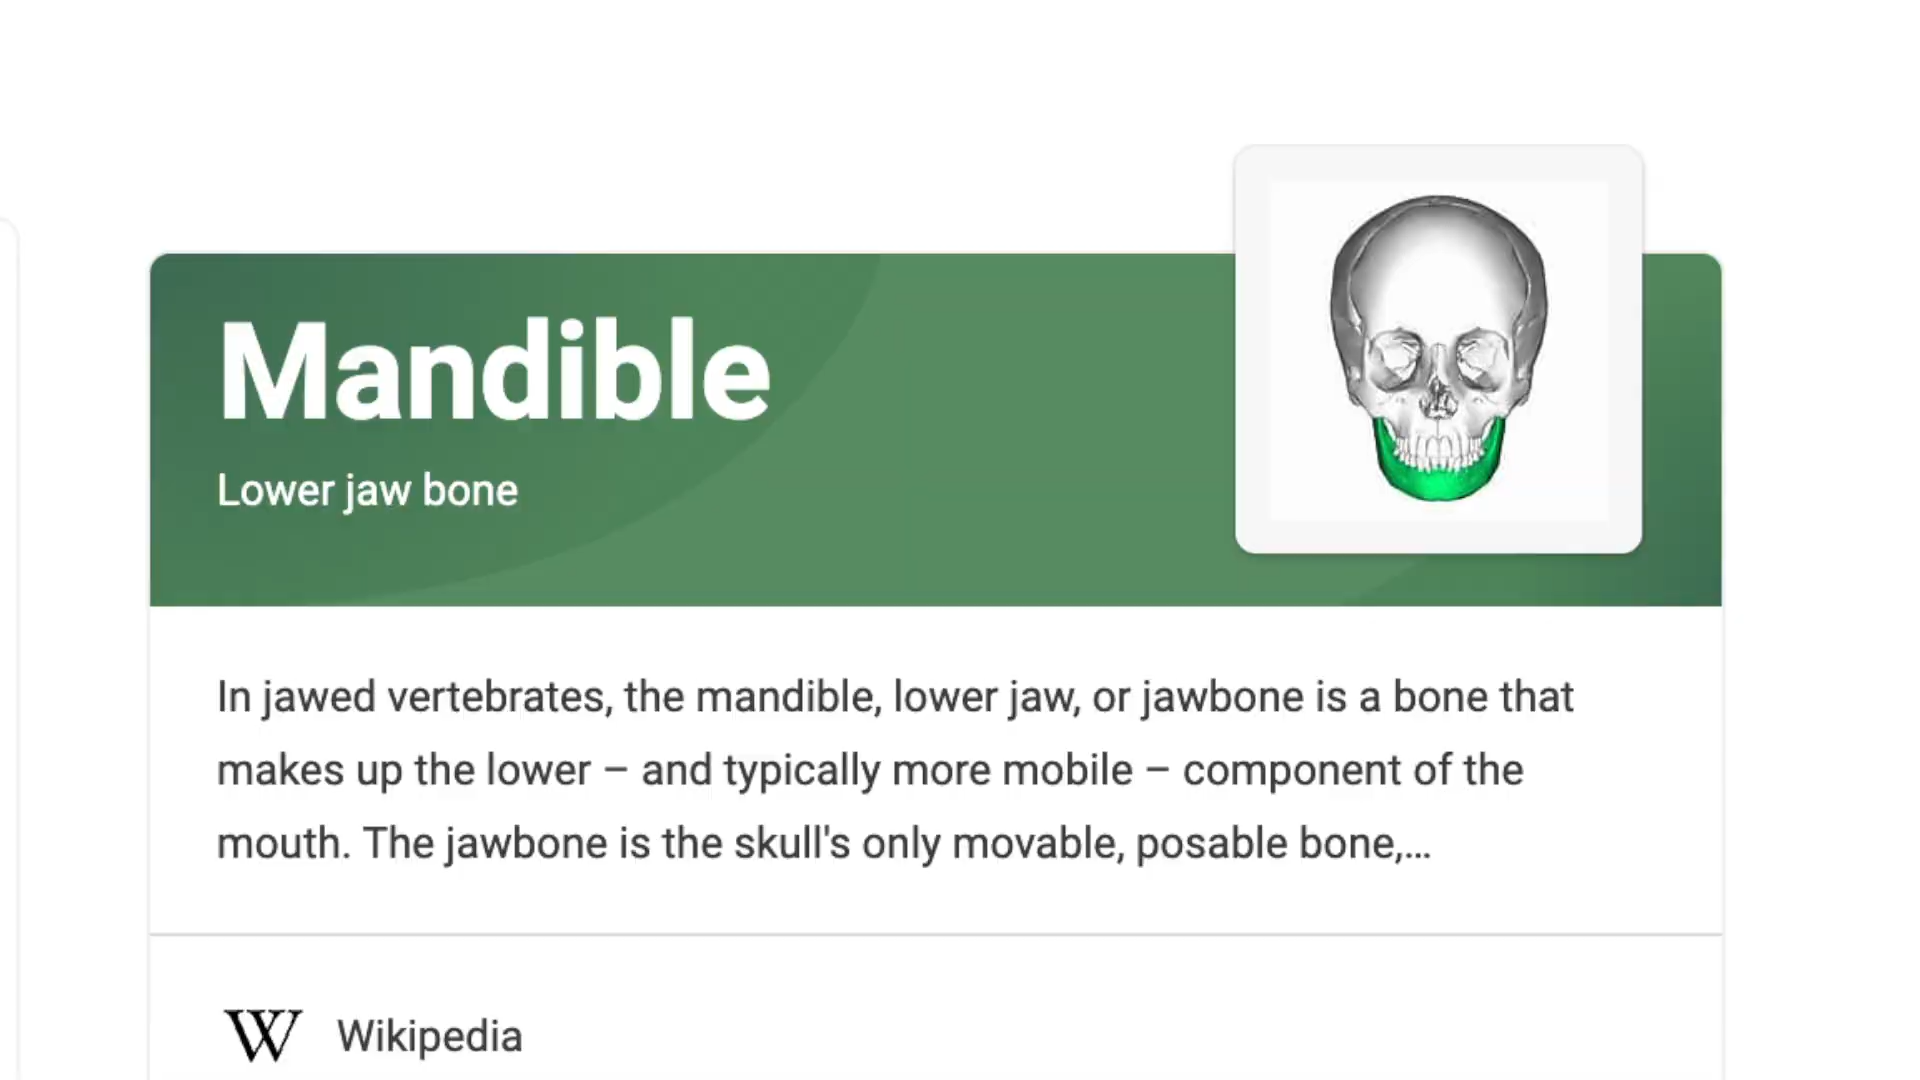 Mandible
Lower jaw bone
In jawed vertebrates, the mandible, lower jaw, or jawbone is a bone that
makes up the lower – and typically more mobile – component of the
mouth. The jawbone is the skull's only movable, posable bone,...
W Wikipedia